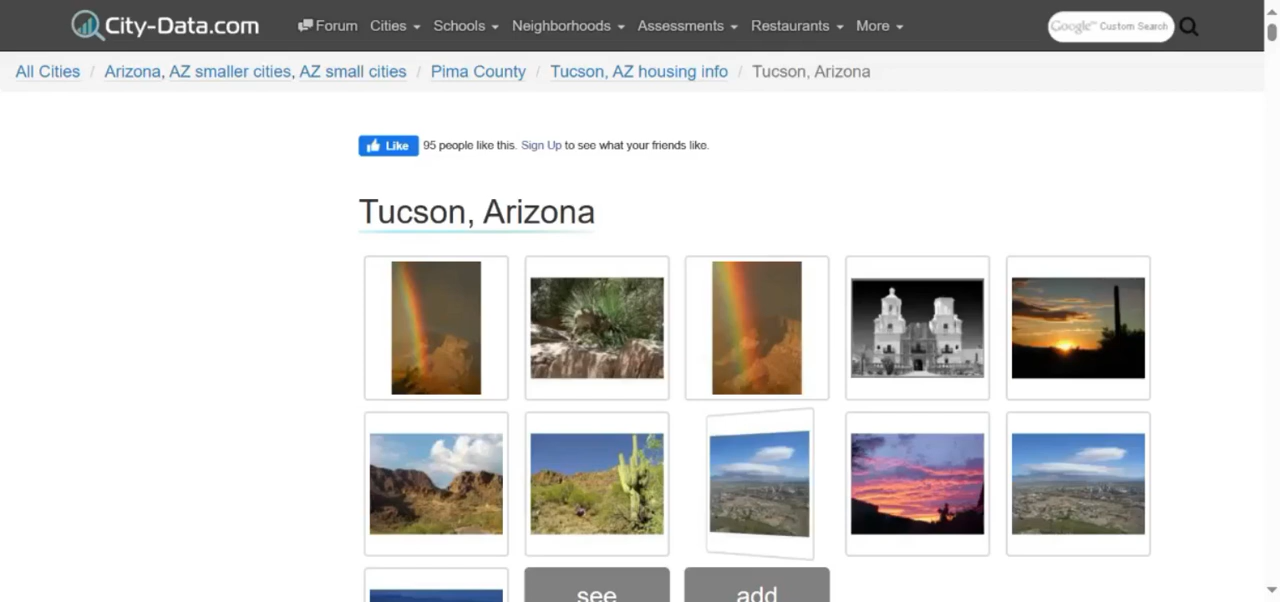 City-Data.com Forum Cities Schools Neighborhoods Assessments Restaurants More Google™ Custom Search
All Cities / Arizona, AZ smaller cities, AZ small cities / Pima County / Tucson, AZ housing info / Tucson, Arizona
Like 95 people like this. Sign Up to see what your friends like.
Tucson, Arizona
see add